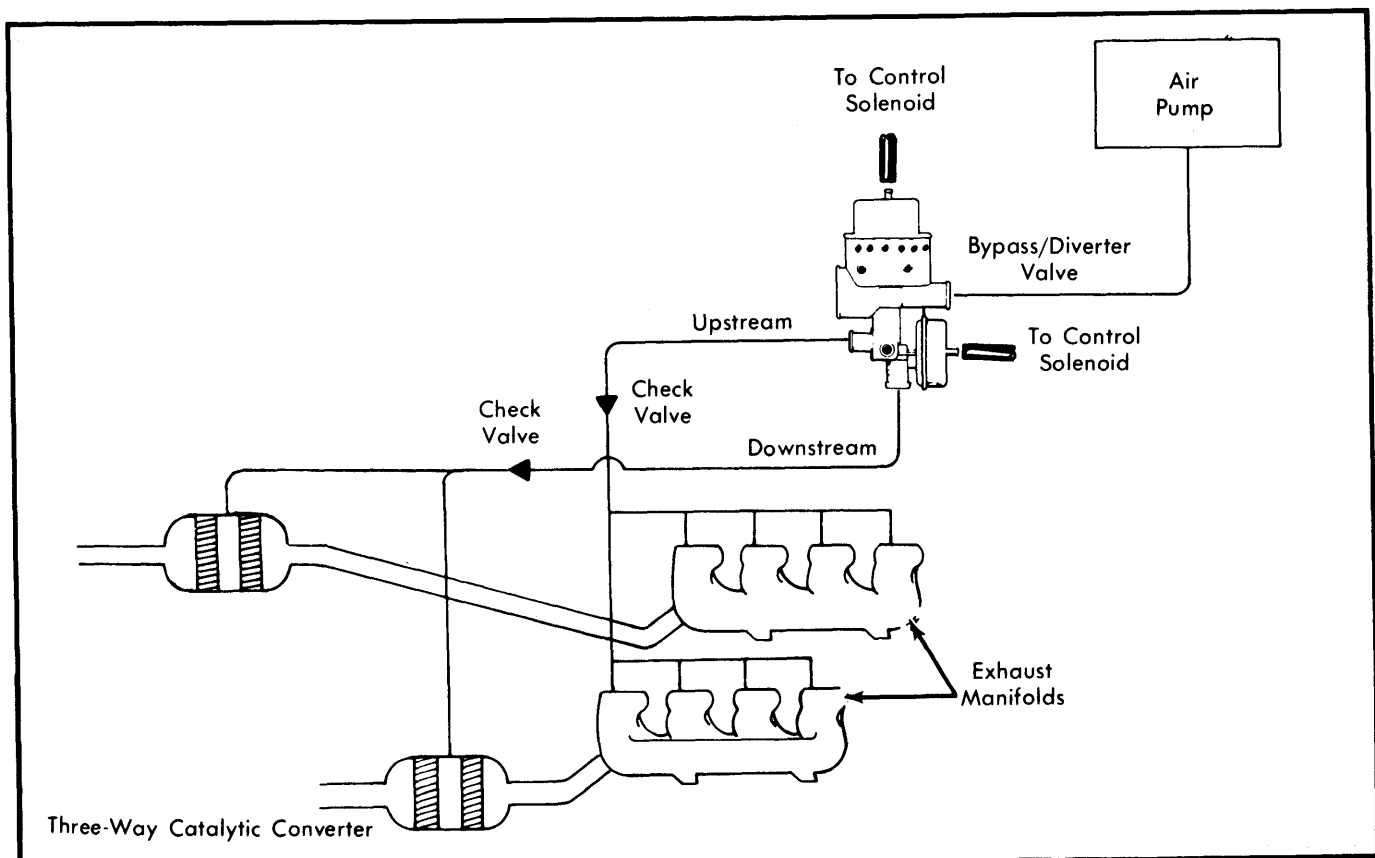 To Control
Solenoid
Air
Pump
Bypass/Diverter
Valve
Upstream
To Control
Solenoid
Check
Valve
Check
Valve
Downstream
Exhaust
Manifolds
Three-Way Catalytic Converter